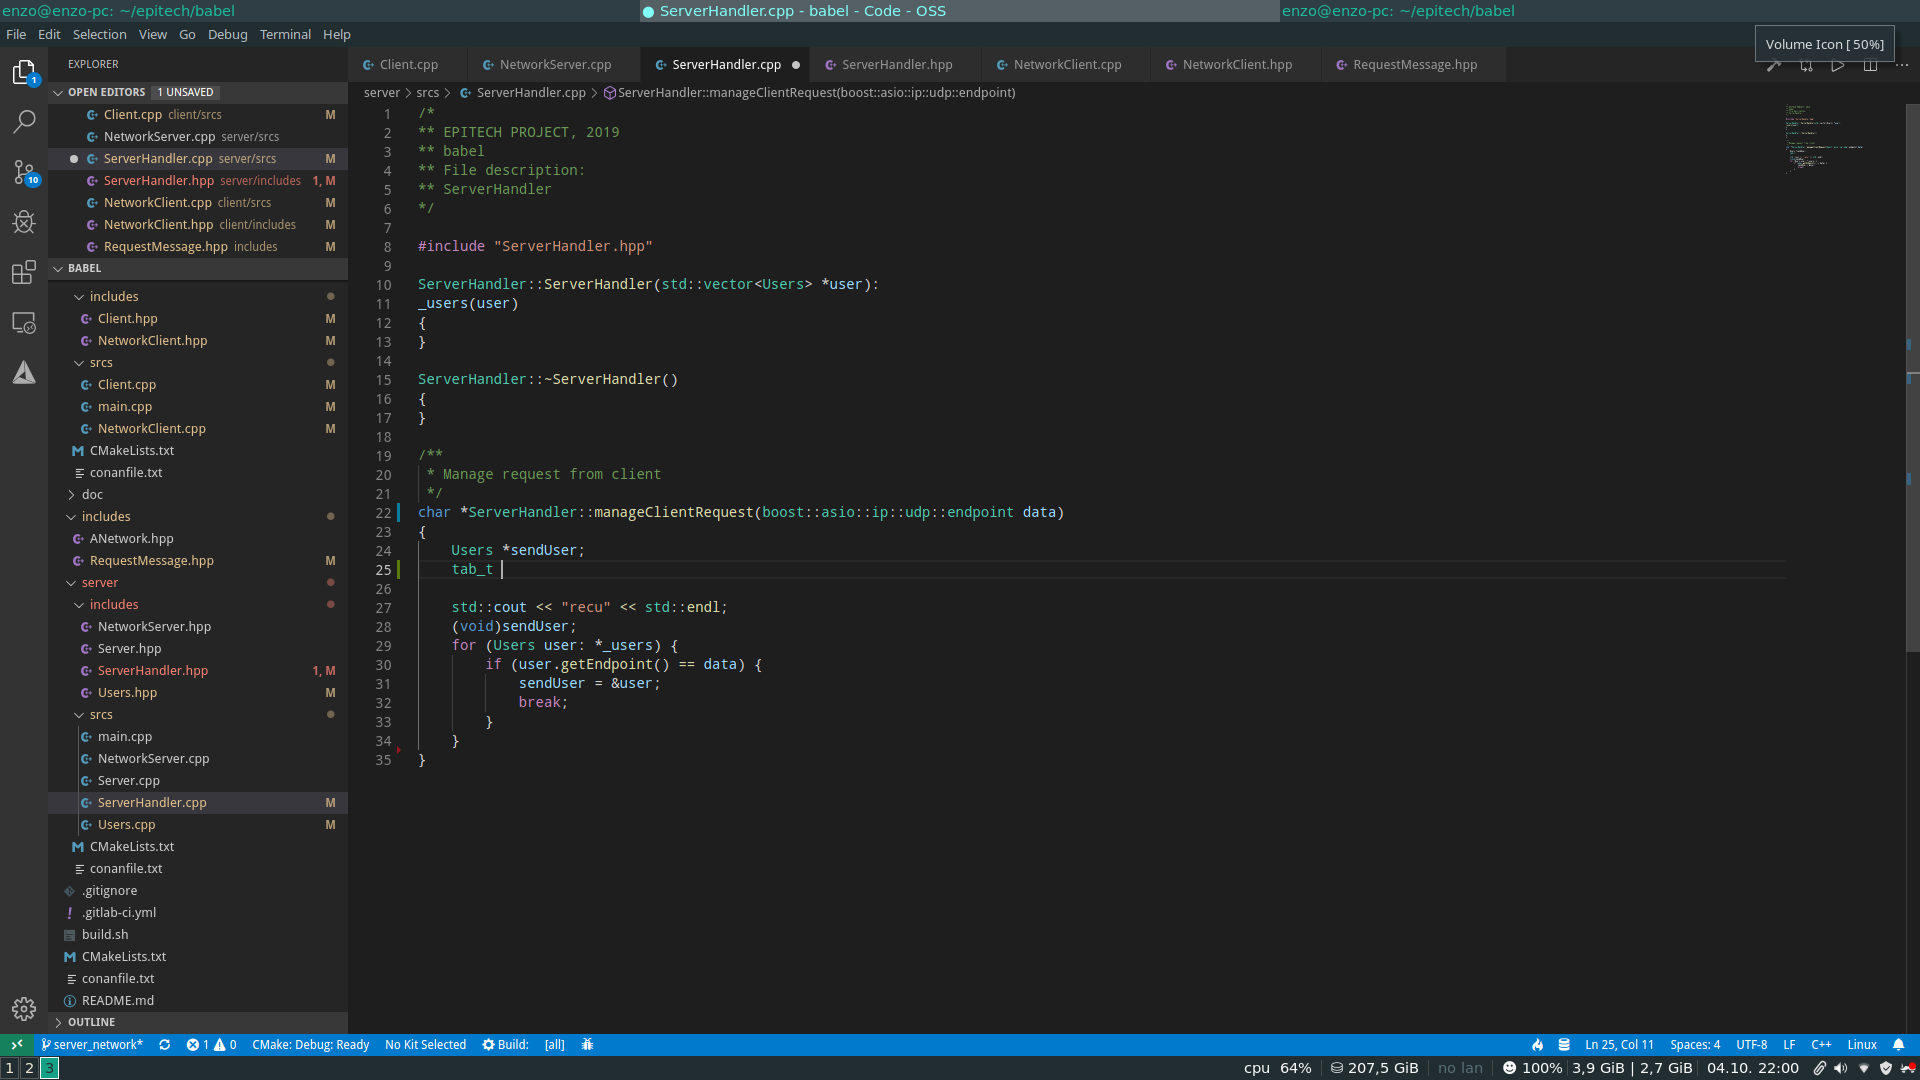 enzo@enzo-pc: ~/epitech/babel
ServerHandler.cpp - babel - Code - OSS
enzo@enzo-pc: ~/epitech/babel
File Edit Selection View Go Debug Terminal Help
Volume Icon [ 50%]
EXPLORER
OPEN EDITORS 1 UNSAVED
Client.cpp client/srcs M
NetworkServer.cpp server/srcs
ServerHandler.cpp server/srcs M
ServerHandler.hpp server/includes 1, M
NetworkClient.cpp client/srcs M
NetworkClient.hpp client/includes M
RequestMessage.hpp includes M
BABEL
includes
Client.hpp M
NetworkClient.hpp M
srcs
Client.cpp M
main.cpp M
NetworkClient.cpp M
CMakeLists.txt
conanfile.txt
doc
includes
ANetwork.hpp
RequestMessage.hpp M
server
includes
NetworkServer.hpp
Server.hpp
ServerHandler.hpp 1, M
Users.hpp M
srcs
main.cpp
NetworkServer.cpp
Server.cpp
ServerHandler.cpp M
Users.cpp M
CMakeLists.txt
conanfile.txt
.gitignore
.gitlab-ci.yml
build.sh
CMakeLists.txt
conanfile.txt
README.md
OUTLINE
1
10
Client.cpp NetworkServer.cpp ServerHandler.cpp ServerHandler.hpp NetworkClient.cpp NetworkClient.hpp RequestMessage.hpp
server > srcs > ServerHandler.cpp > ServerHandler::manageClientRequest(boost::asio::ip::udp::endpoint)
1 /*
2 ** EPITECH PROJECT, 2019
3 ** babel
4 ** File description:
5 ** ServerHandler
6 */
7
8 #include "ServerHandler.hpp"
9
10 ServerHandler::ServerHandler(std::vector<Users> *user):
11 _users(user)
12 {
13 }
14
15 ServerHandler::~ServerHandler()
16 {
17 }
18
19 /**
20 * Manage request from client
21 */
22 char *ServerHandler::manageClientRequest(boost::asio::ip::udp::endpoint data)
23 {
24 Users *sendUser;
25 tab_t
26
27 std::cout << "recu" << std::endl;
28 (void)sendUser;
29 for (Users user: *_users) {
30 if (user.getEndpoint() == data) {
31 sendUser = &user;
32 break;
33 }
34 }
35 }
server_network* 1 0 CMake: Debug: Ready No Kit Selected Build: [all] Ln 25, Col 11 Spaces: 4 UTF-8 LF C++ Linux
1 2 3 cpu 64% 207,5 GiB no lan 100% 3,9 GiB | 2,7 GiB 04.10. 22:00